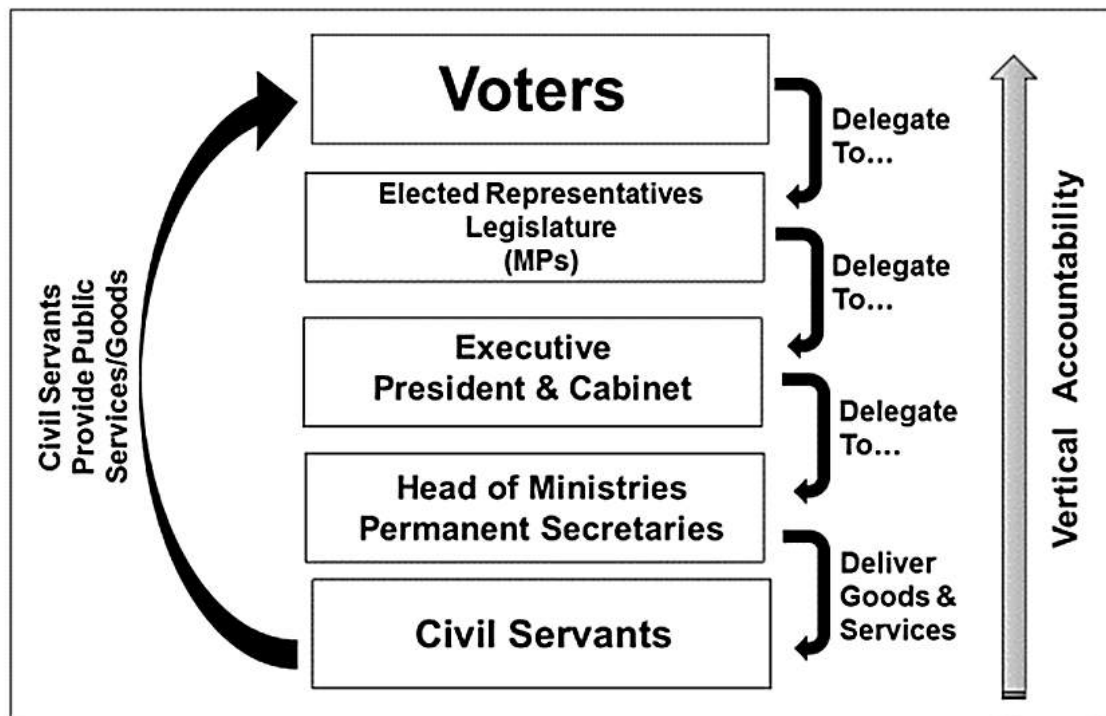 Voters
Delegate
To...
Elected Representatives
Legislature
(MPs)
Delegate
To...
Executive
President & Cabinet
Delegate
To...
Head of Ministries
Permanent Secretaries
Deliver
Goods &
Services
Civil Servants
Civil Servants
Provide Public
Services/Goods
Vertical Accountability